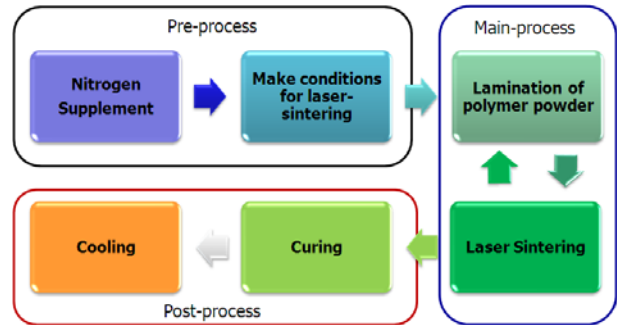 Pre-process
Nitrogen
Supplement
Make conditions
for laser-
sintering
Main-process
Lamination of
polymer powder
Laser Sintering
Curing
Cooling
Post-process